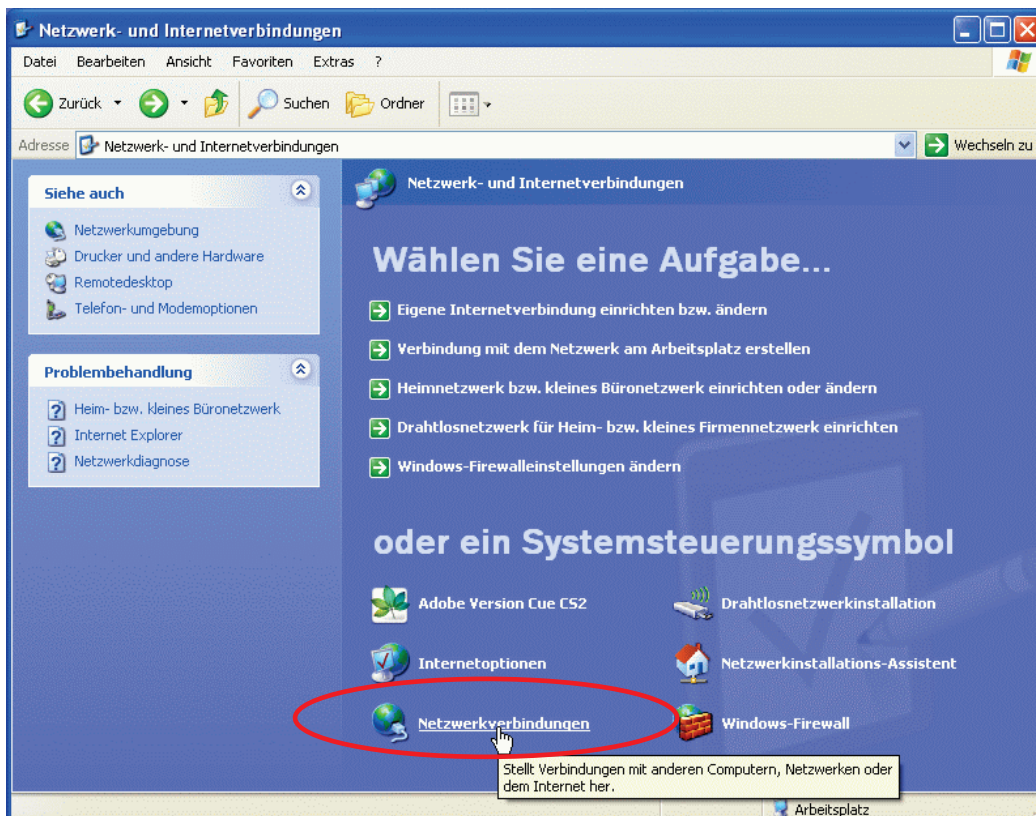 Netzwerk- und Internetverbindungen
Datei Bearbeiten Ansicht Favoriten Extras ?
Zurück Suchen Ordner
Adresse Netzwerk- und Internetverbindungen Wechseln zu
Siehe auch
Netzwerkumgebung
Drucker und andere Hardware
Remotedesktop
Telefon- und Modemoptionen
Problembehandlung
Heim- bzw. kleines Büronetzwerk
Internet Explorer
Netzwerkdiagnose
Netzwerk- und Internetverbindungen
Wählen Sie eine Aufgabe...
Eigene Internetverbindung einrichten bzw. ändern
Verbindung mit dem Netzwerk am Arbeitsplatz erstellen
Heimnetzwerk bzw. kleines Büronetzwerk einrichten oder ändern
Drahtlosnetzwerk für Heim- bzw. kleines Firmennetzwerk einrichten
Windows-Firewalleinstellungen ändern
oder ein Systemsteuerungssymbol
Adobe Version Cue CS2 Drahtlosnetzwerkinstallation
Internetoptionen Netzwerkinstallations-Assistent
Netzwerkverbindungen Windows-Firewall
Stellt Verbindungen mit anderen Computern, Netzwerken oder
dem Internet her.
Arbeitsplatz